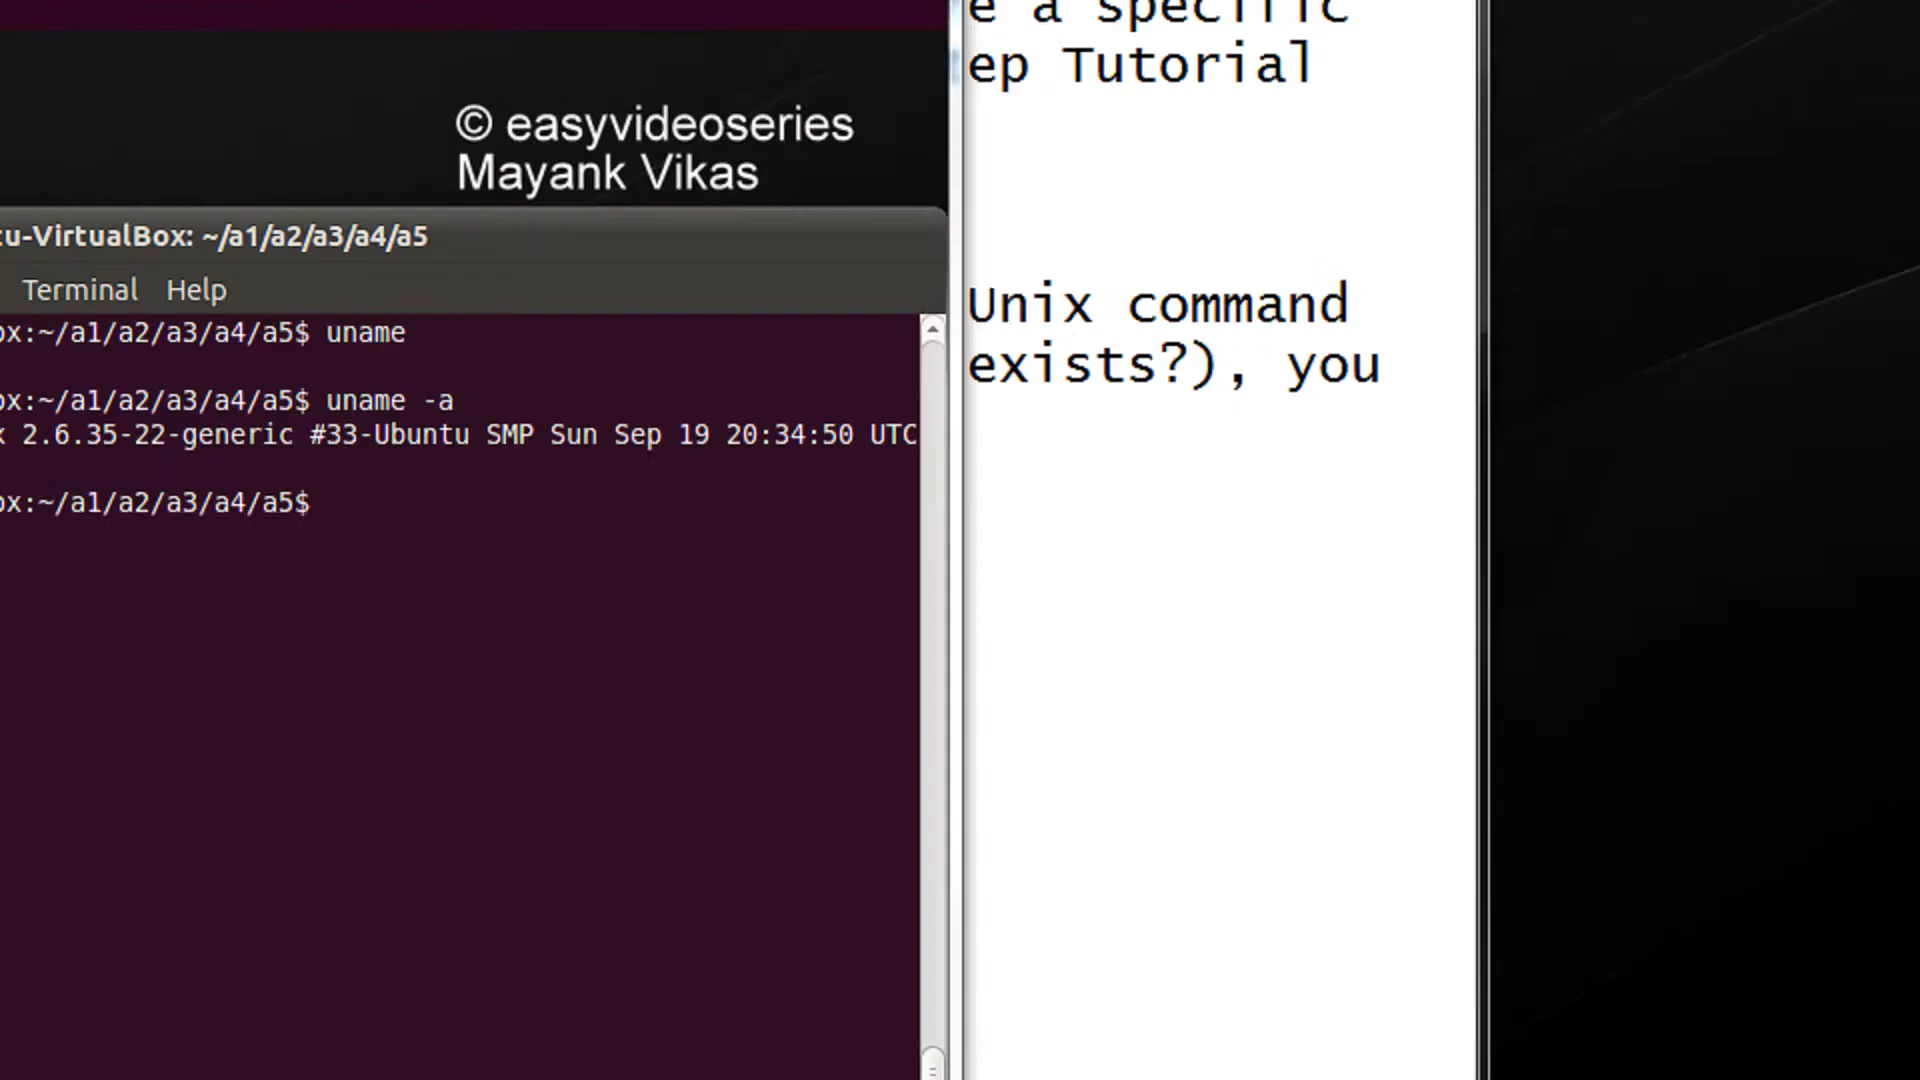 © easyvideoseries
Mayank Vikas
tu-VirtualBox: ~/a1/a2/a3/a4/a5
Terminal Help
ox:~/a1/a2/a3/a4/a5$ uname
ox:~/a1/a2/a3/a4/a5$ uname -a
x 2.6.35-22-generic #33-Ubuntu SMP Sun Sep 19 20:34:50 UTC
ox:~/a1/a2/a3/a4/a5$
e a specific
ep Tutorial
Unix command
exists?), you